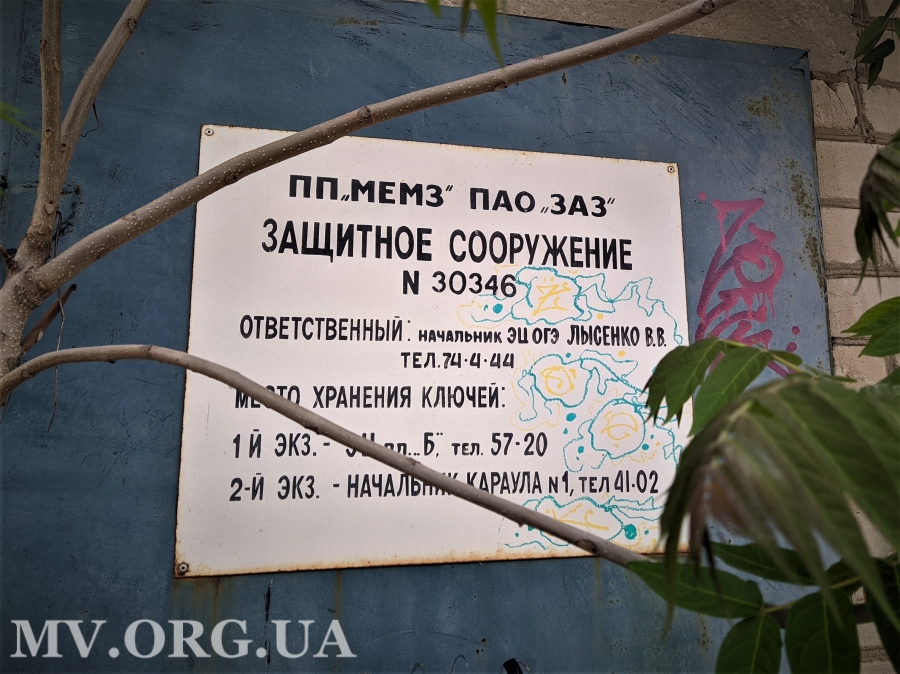 ПП „МЕМЗ" ПАО „ЗАЗ"
ЗАЩИТНОЕ СООРУЖЕНИЕ
N 30346
ОТВЕТСТВЕННЫЙ: начальник ЭЦ ОГЭ ЛЫСЕНКО В.В.
ТЕЛ. 74-4-44
МЕСТО ХРАНЕНИЯ КЛЮЧЕЙ:
1Й ЭКЗ. - „Б", тел. 57-20
2-Й ЭКЗ. - НАЧАЛЬНИК КАРАУЛА N1, ТЕЛ 41-02
MV.ORG.UA